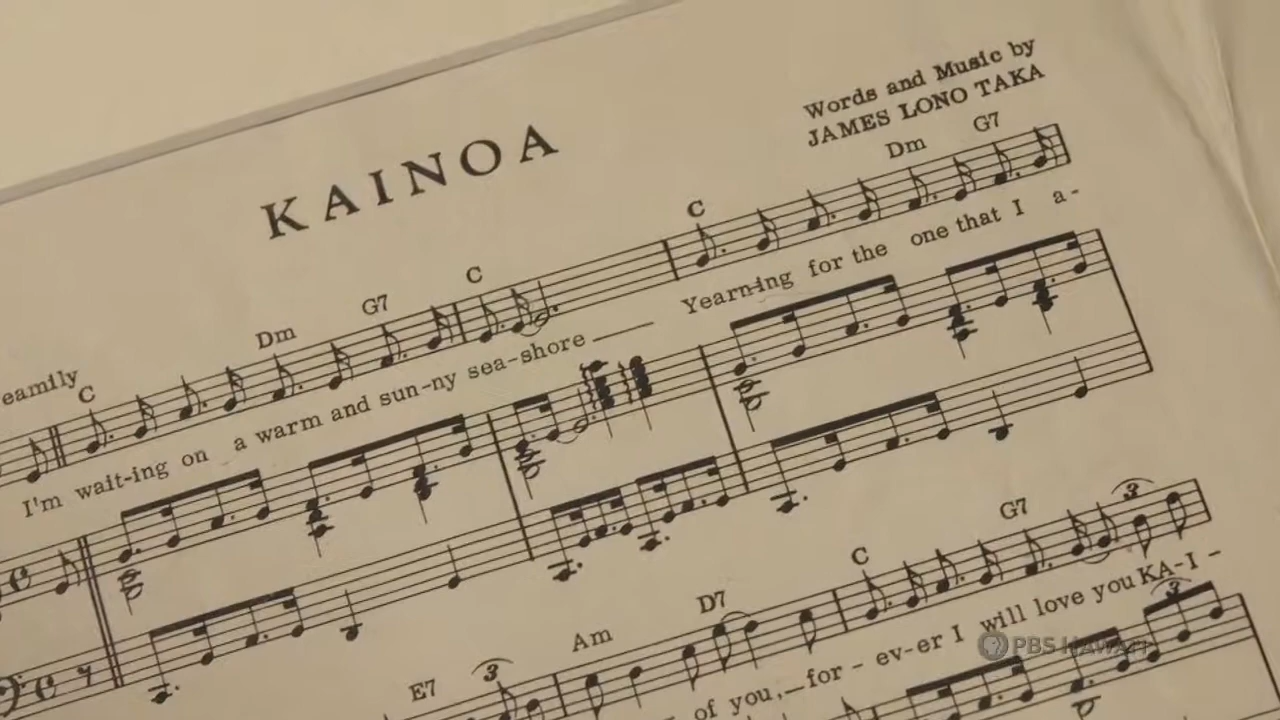 KAINOA
Words and Music by
JAMES LONO TAKA
eamily
C Dm G7 C C Dm G7
I'm wait-ing on a warm and sun-ny sea-shore Yearn-ing for the one that I a-
E7 3 Am D7 C G7 3
of you,—for-ev-er I will love you KA-I-
3
PBS HAWAI'I